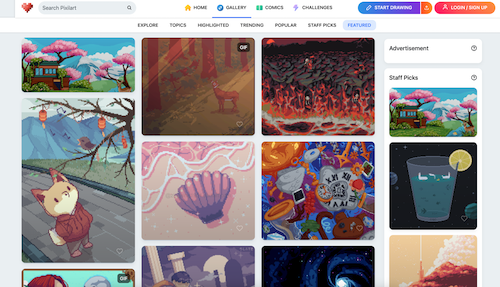 Search Pixilart
HOME
GALLERY
COMICS
CHALLENGES
START DRAWING
LOGIN / SIGN UP
EXPLORE
TOPICS
HIGHLIGHTED
TRENDING
POPULAR
STAFF PICKS
FEATURED
GIF
Advertisement
Staff Picks
GIF